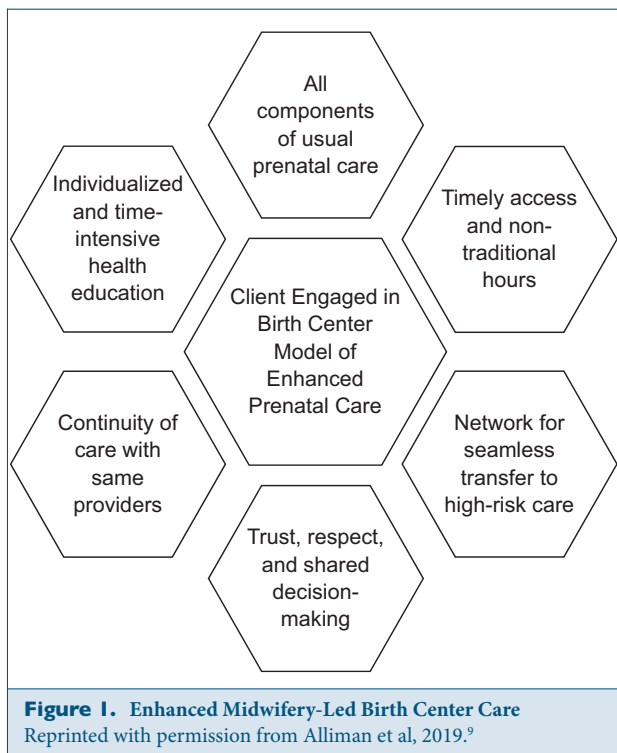 All
components
of usual
prenatal care
Individualized
and time-
intensive
health
education
Timely access
and non-
traditional
hours
Client Engaged in
Birth Center
Model of
Enhanced
Prenatal Care
Continuity of
care with
same
providers
Network for
seamless
transfer to
high-risk care
Trust, respect,
and shared
decision-
making
Figure 1. Enhanced Midwifery-Led Birth Center Care
Reprinted with permission from Alliman et al, 2019.⁹